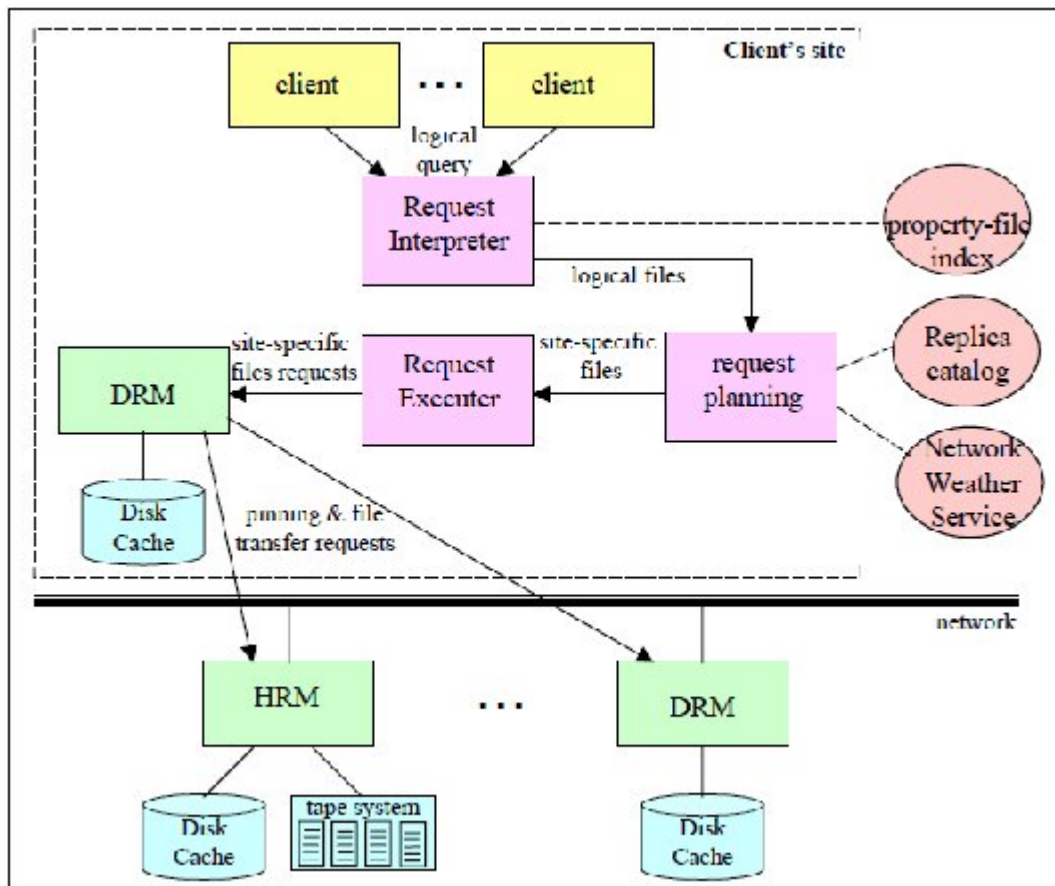 Client's site
client
...
client
logical
query
Request
Interpreter
property-file
index
logical files
Replica
catalog
site-specific
files requests
Request
Executer
site-specific
files
request
planning
DRM
Network
Weather
Service
Disk
Cache
pinning & file
transfer requests
network
HRM
...
DRM
Disk
Cache
tape system
Disk
Cache